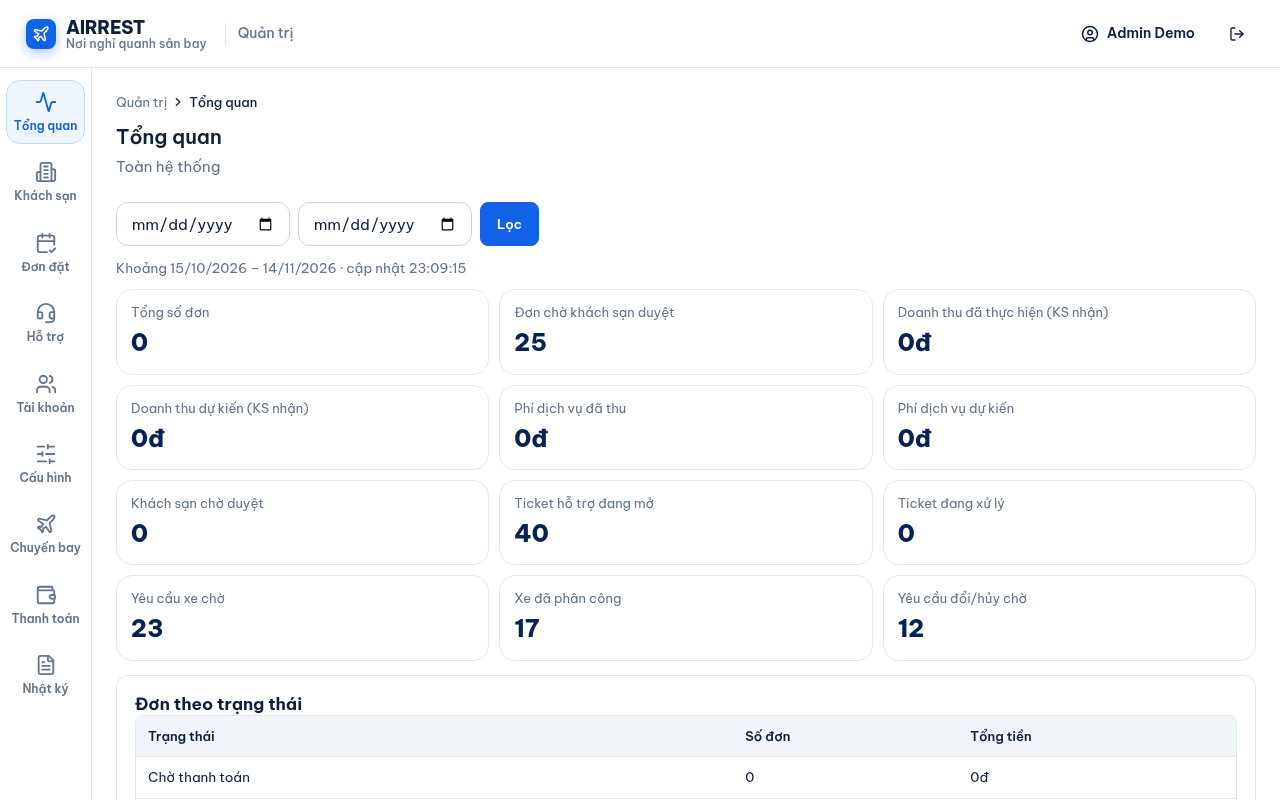 AIRREST
Nơi nghỉ quanh sân bay
Quản trị
Admin Demo
Tổng quan
Khách sạn
Đơn đặt
Hỗ trợ
Tài khoản
Cấu hình
Chuyến bay
Thanh toán
Nhật ký
Quản trị > Tổng quan
Tổng quan
Toàn hệ thống
mm/dd/yyyy mm/dd/yyyy Lọc
Khoảng 15/10/2026 – 14/11/2026 · cập nhật 23:09:15
Tổng số đơn
0
Đơn chờ khách sạn duyệt
25
Doanh thu đã thực hiện (KS nhận)
0đ
Doanh thu dự kiến (KS nhận)
0đ
Phí dịch vụ đã thu
0đ
Phí dịch vụ dự kiến
0đ
Khách sạn chờ duyệt
0
Ticket hỗ trợ đang mở
40
Ticket đang xử lý
0
Yêu cầu xe chờ
23
Xe đã phân công
17
Yêu cầu đổi/hủy chờ
12
Đơn theo trạng thái
Trạng thái Số đơn Tổng tiền
Chờ thanh toán 0 0đ